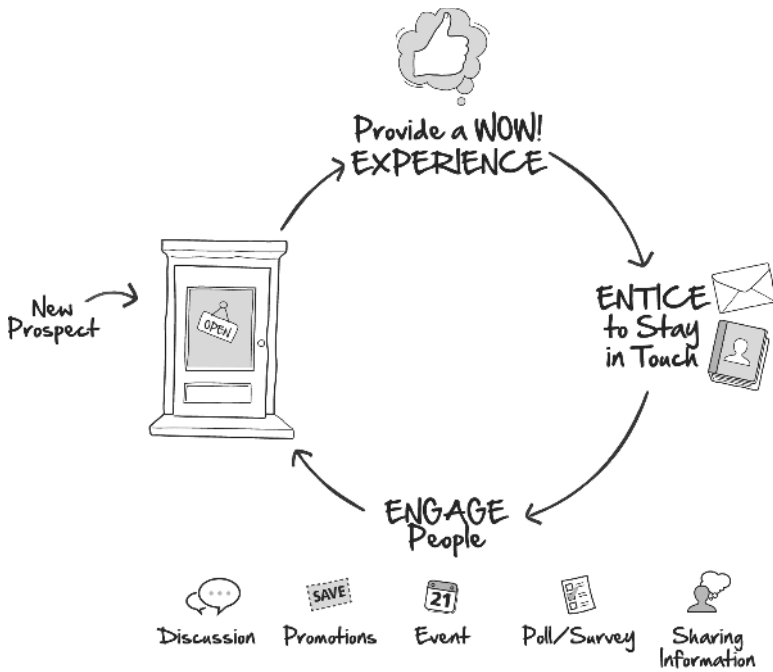 Provide a WOW!
EXPERIENCE
New
Prospect
OPEN
ENTICE
to Stay
in Touch
ENGAGE
People
SAVE
21
Discussion
Promotions
Event
Poll/Survey
Sharing
Information